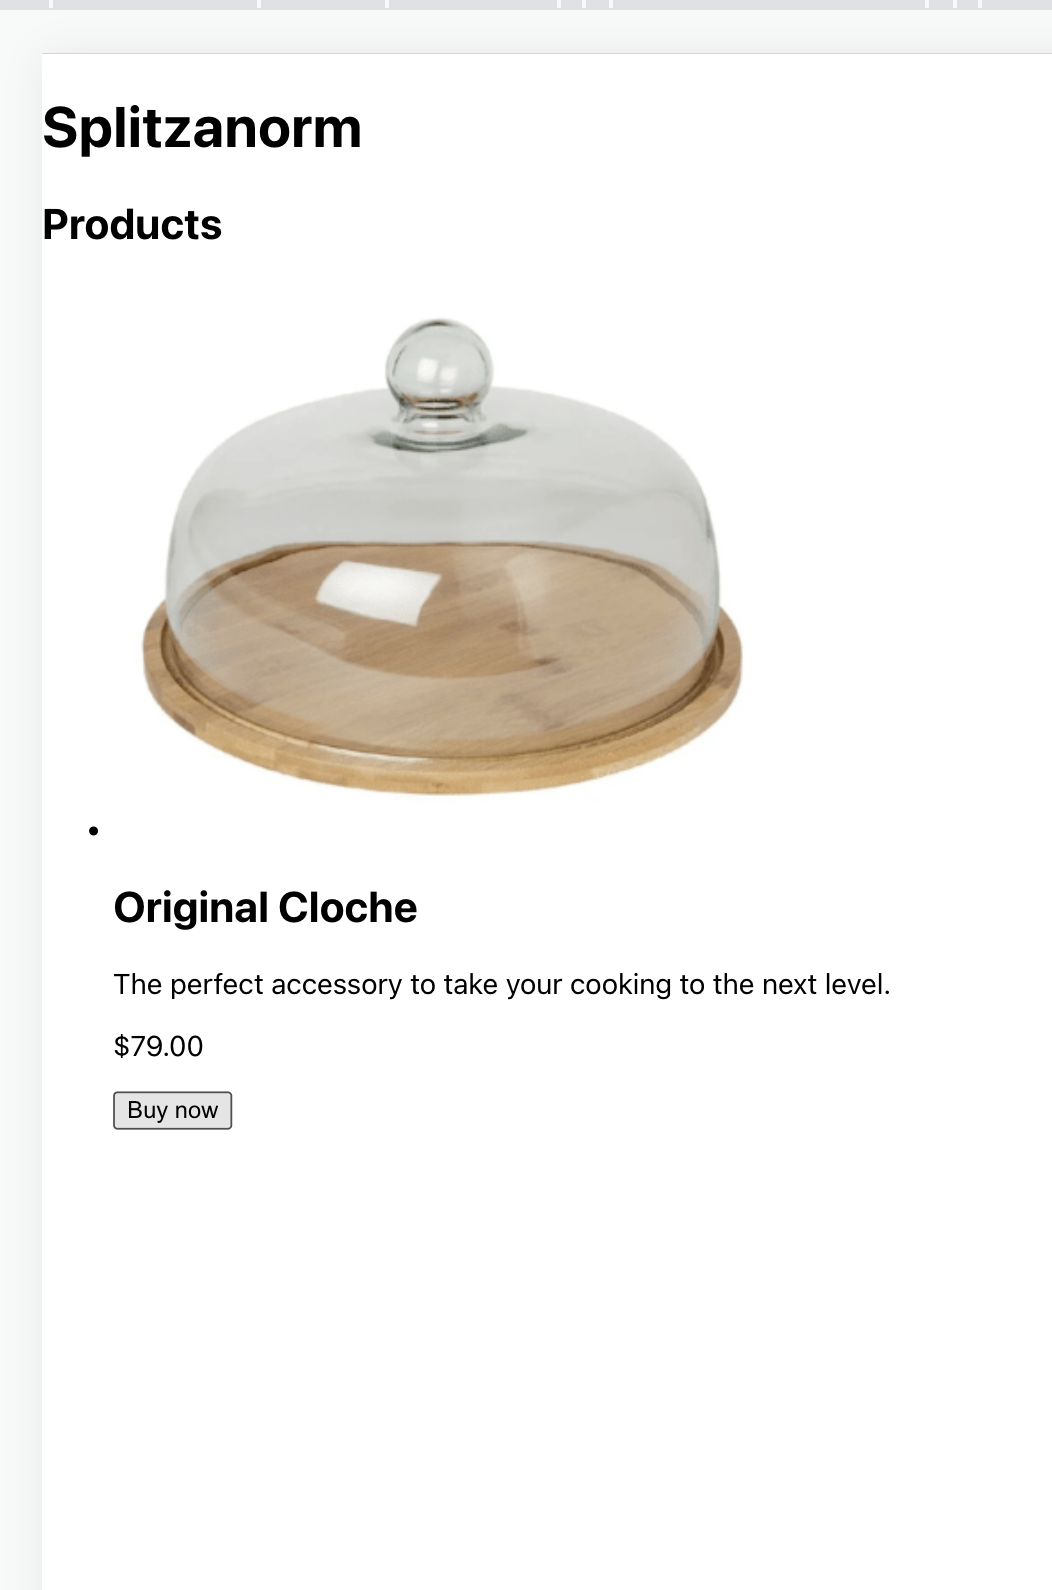 Splitzanorm
Products
Original Cloche
The perfect accessory to take your cooking to the next level.
$79.00
Buy now